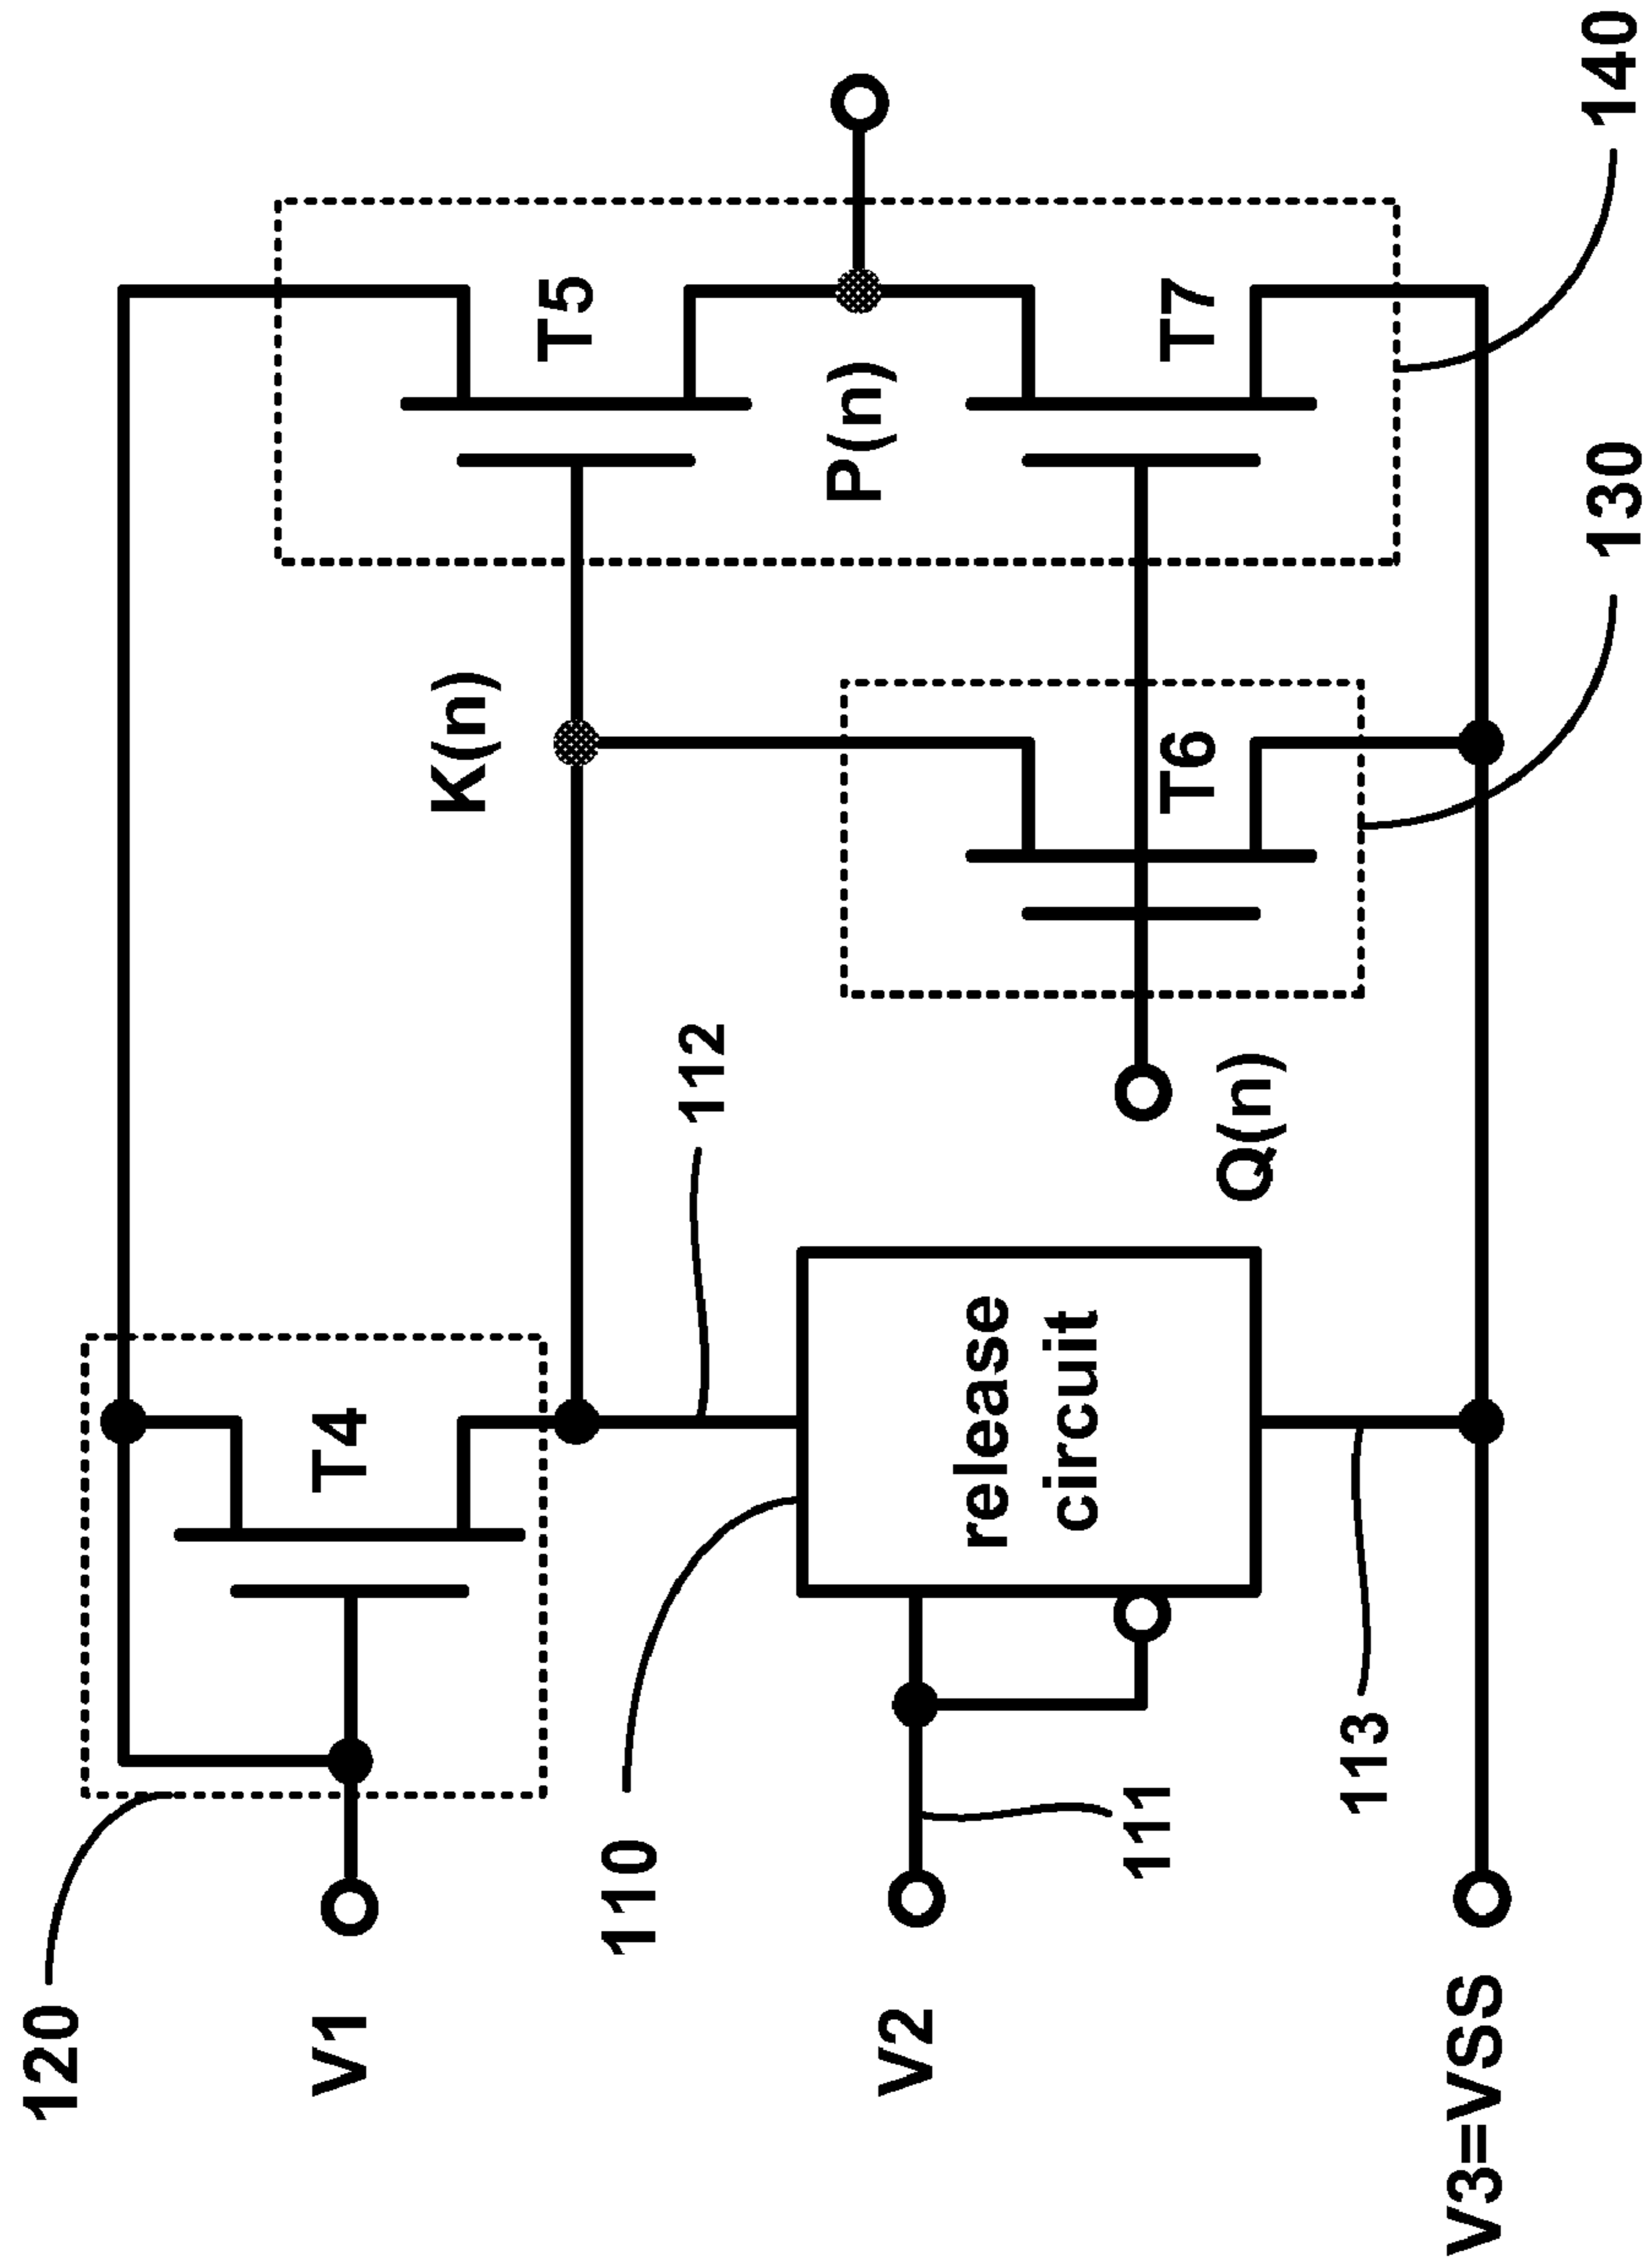 120
V1
T4
K(n)
T5
110
112
P(n)
V2
release
circuit
111
T6
T7
Q(n)
113
V3=VSS
130
140